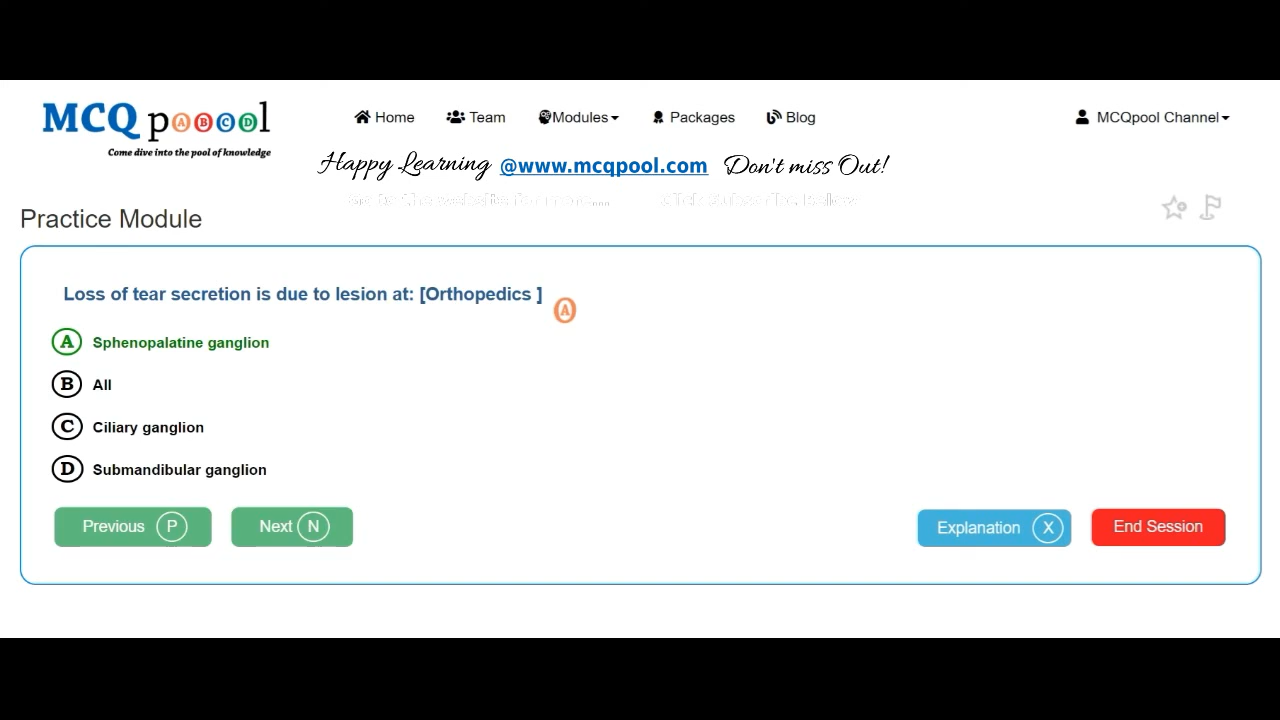 MCQ pooool
Come dive into the pool of knowledge
Home Team Modules Packages Blog MCQpool Channel
Happy Learning @www.mcqpool.com Don't miss Out!
Practice Module
Loss of tear secretion is due to lesion at: [Orthopedics ]
A
A Sphenopalatine ganglion
B All
C Ciliary ganglion
D Submandibular ganglion
Previous P Next N Explanation X End Session